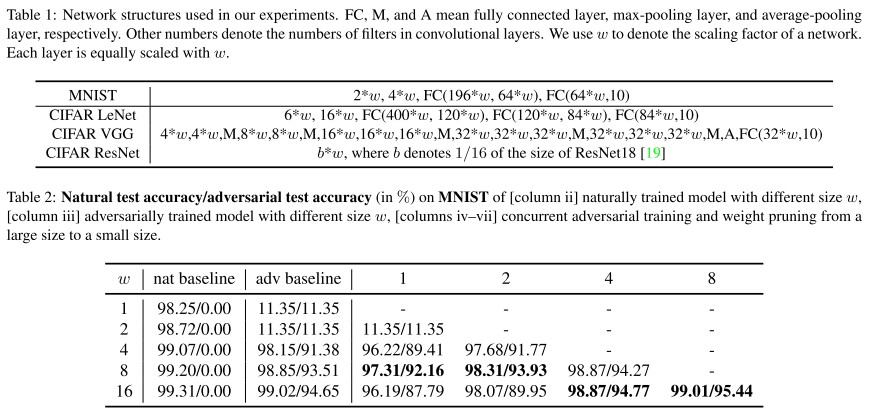 Table 1: Network structures used in our experiments. FC, M, and A mean fully connected layer, max-pooling layer, and average-pooling
layer, respectively. Other numbers denote the numbers of filters in convolutional layers. We use w to denote the scaling factor of a network.
Each layer is equally scaled with w.
MNIST 2*w, 4*w, FC(196*w, 64*w), FC(64*w,10)
CIFAR LeNet 6*w, 16*w, FC(400*w, 120*w), FC(120*w, 84*w), FC(84*w,10)
CIFAR VGG 4*w,4*w,M,8*w,8*w,M,16*w,16*w,16*w,M,32*w,32*w,32*w,M,32*w,32*w,32*w,M,A,FC(32*w,10)
CIFAR ResNet b*w, where b denotes 1/16 of the size of ResNet18 [19]
Table 2: Natural test accuracy/adversarial test accuracy (in %) on MNIST of [column ii] naturally trained model with different size w,
[column iii] adversarially trained model with different size w, [columns iv–vii] concurrent adversarial training and weight pruning from a
large size to a small size.
w nat baseline adv baseline 1 2 4 8
1 98.25/0.00 11.35/11.35 - - - -
2 98.72/0.00 11.35/11.35 11.35/11.35 - - -
4 99.07/0.00 98.15/91.38 96.22/89.41 97.68/91.77 - -
8 99.20/0.00 98.85/93.51 97.31/92.16 98.31/93.93 98.87/94.27 -
16 99.31/0.00 99.02/94.65 96.19/87.79 98.07/89.95 98.87/94.77 99.01/95.44